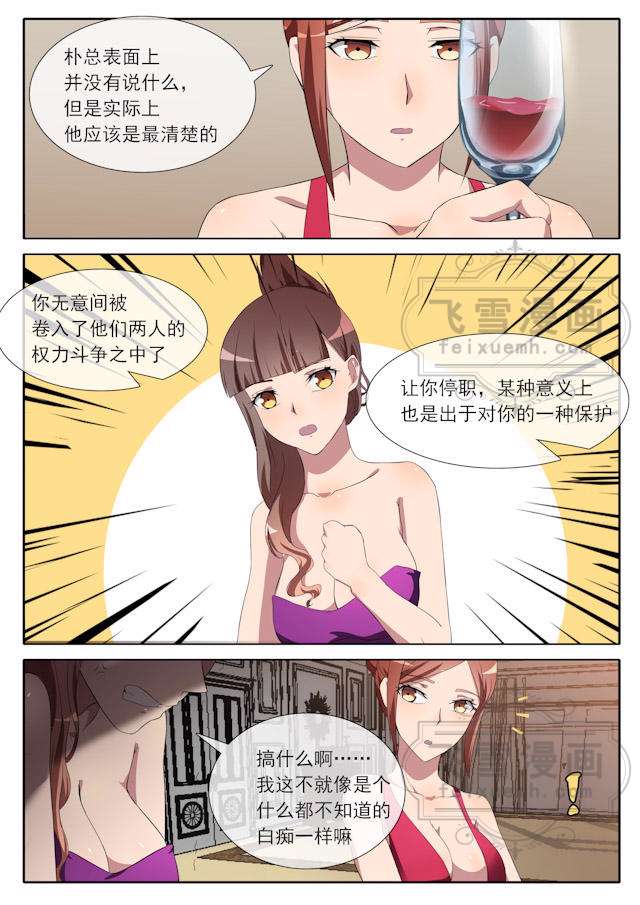 朴总表面上
并没有说什么，
但是实际上
他应该是最清楚的
你无意间被
卷入了他们两人的
权力斗争之中了
飞雪漫画
feixuemh.com
让你停职，某种意义上
也是出于对你的一种保护
搞什么啊……
我这不就像是个
什么都不知道的
白痴一样嘛
飞雪漫画
feixuemh.com
！